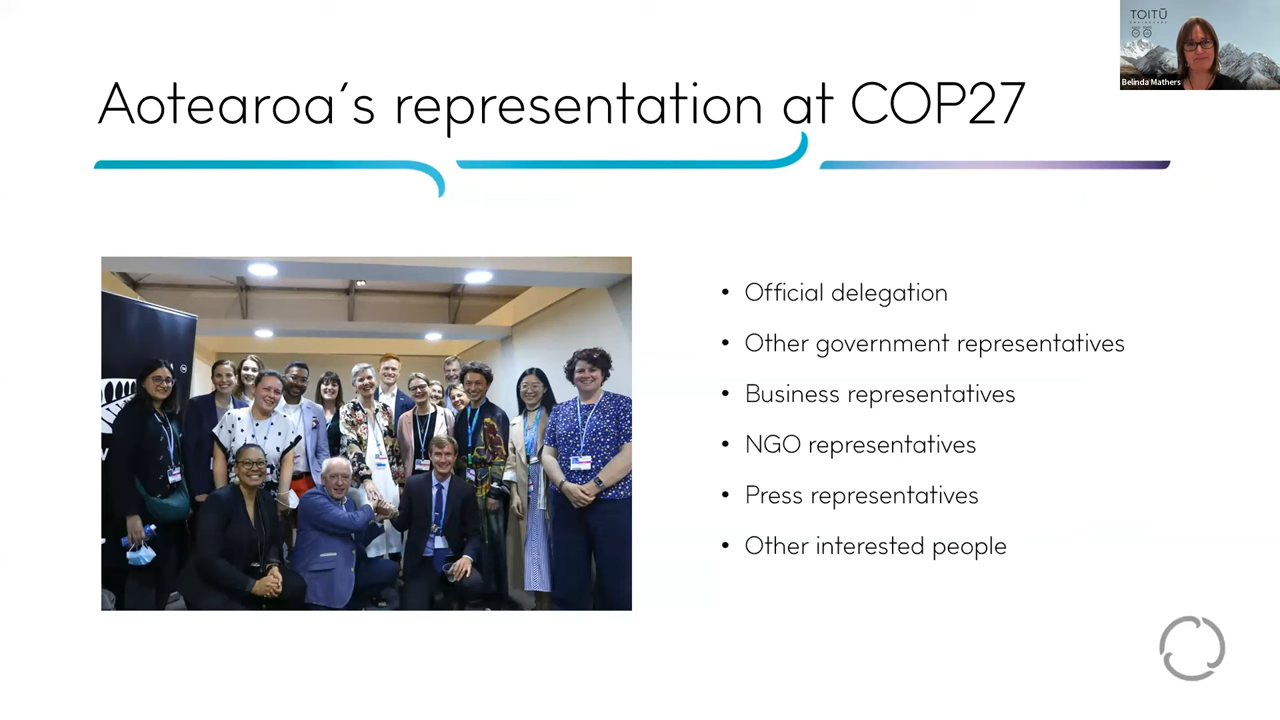 TOITŪ
Belinda Mathers
Aotearoa´s representation at COP27
• Official delegation
• Other government representatives
• Business representatives
• NGO representatives
• Press representatives
• Other interested people